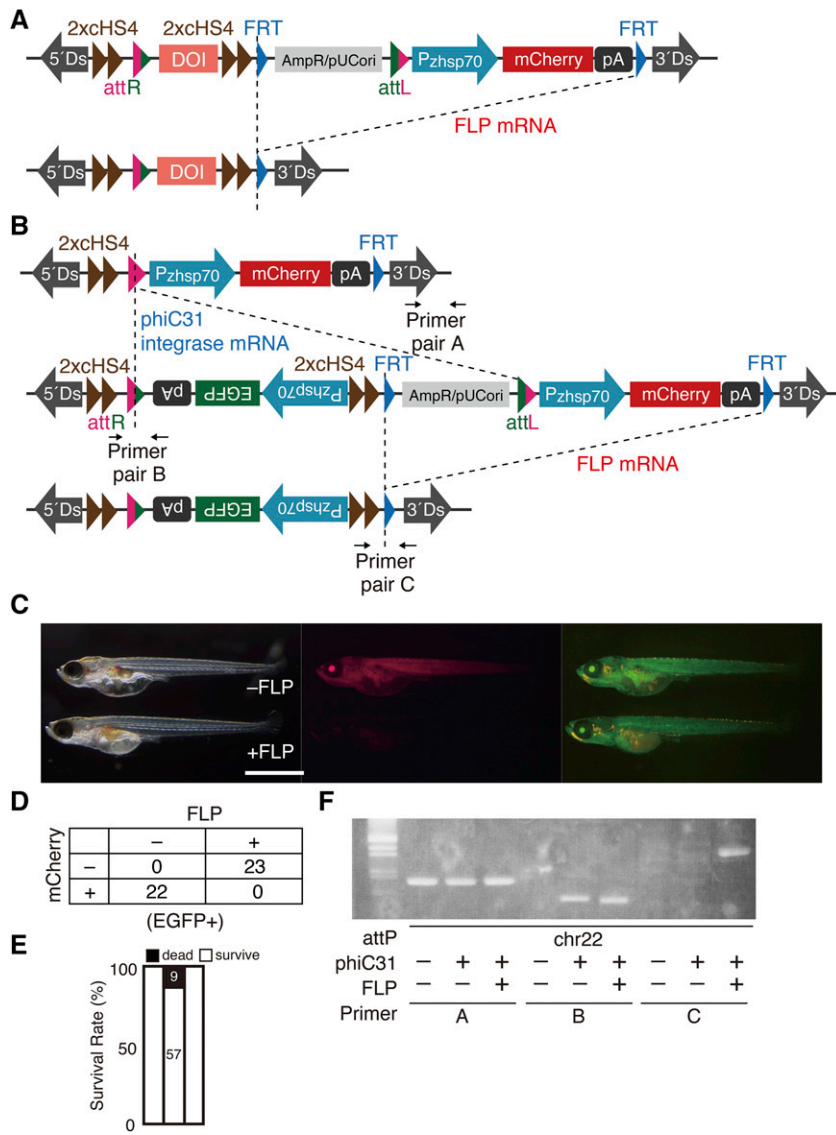 A
2xcHS4 2xcHS4 FRT
5´Ds DOI AmpR/pUCori Pzhsp70 mCherry pA 3´Ds
attR attL
FLP mRNA
5´Ds DOI 3´Ds
B
2xcHS4 FRT
5´Ds Pzhsp70 mCherry pA 3´Ds
phiC31
integrase mRNA
Primer
pair A
2xcHS4 2xcHS4 FRT FRT
5´Ds pA EGFP Pzhsp70 AmpR/pUCori Pzhsp70 mCherry pA 3´Ds
attR attL
Primer
pair B
FLP mRNA
5´Ds pA EGFP Pzhsp70 3´Ds
Primer
pair C
C
–FLP
+FLP
D
FLP
mCherry
– +
– 0 23
+ 22 0
(EGFP+)
E
dead survive
Survival Rate (%)
100
50
0
9
57
F
attP chr22
phiC31 – + + – + + – + +
FLP – – + – – + – – +
Primer A B C